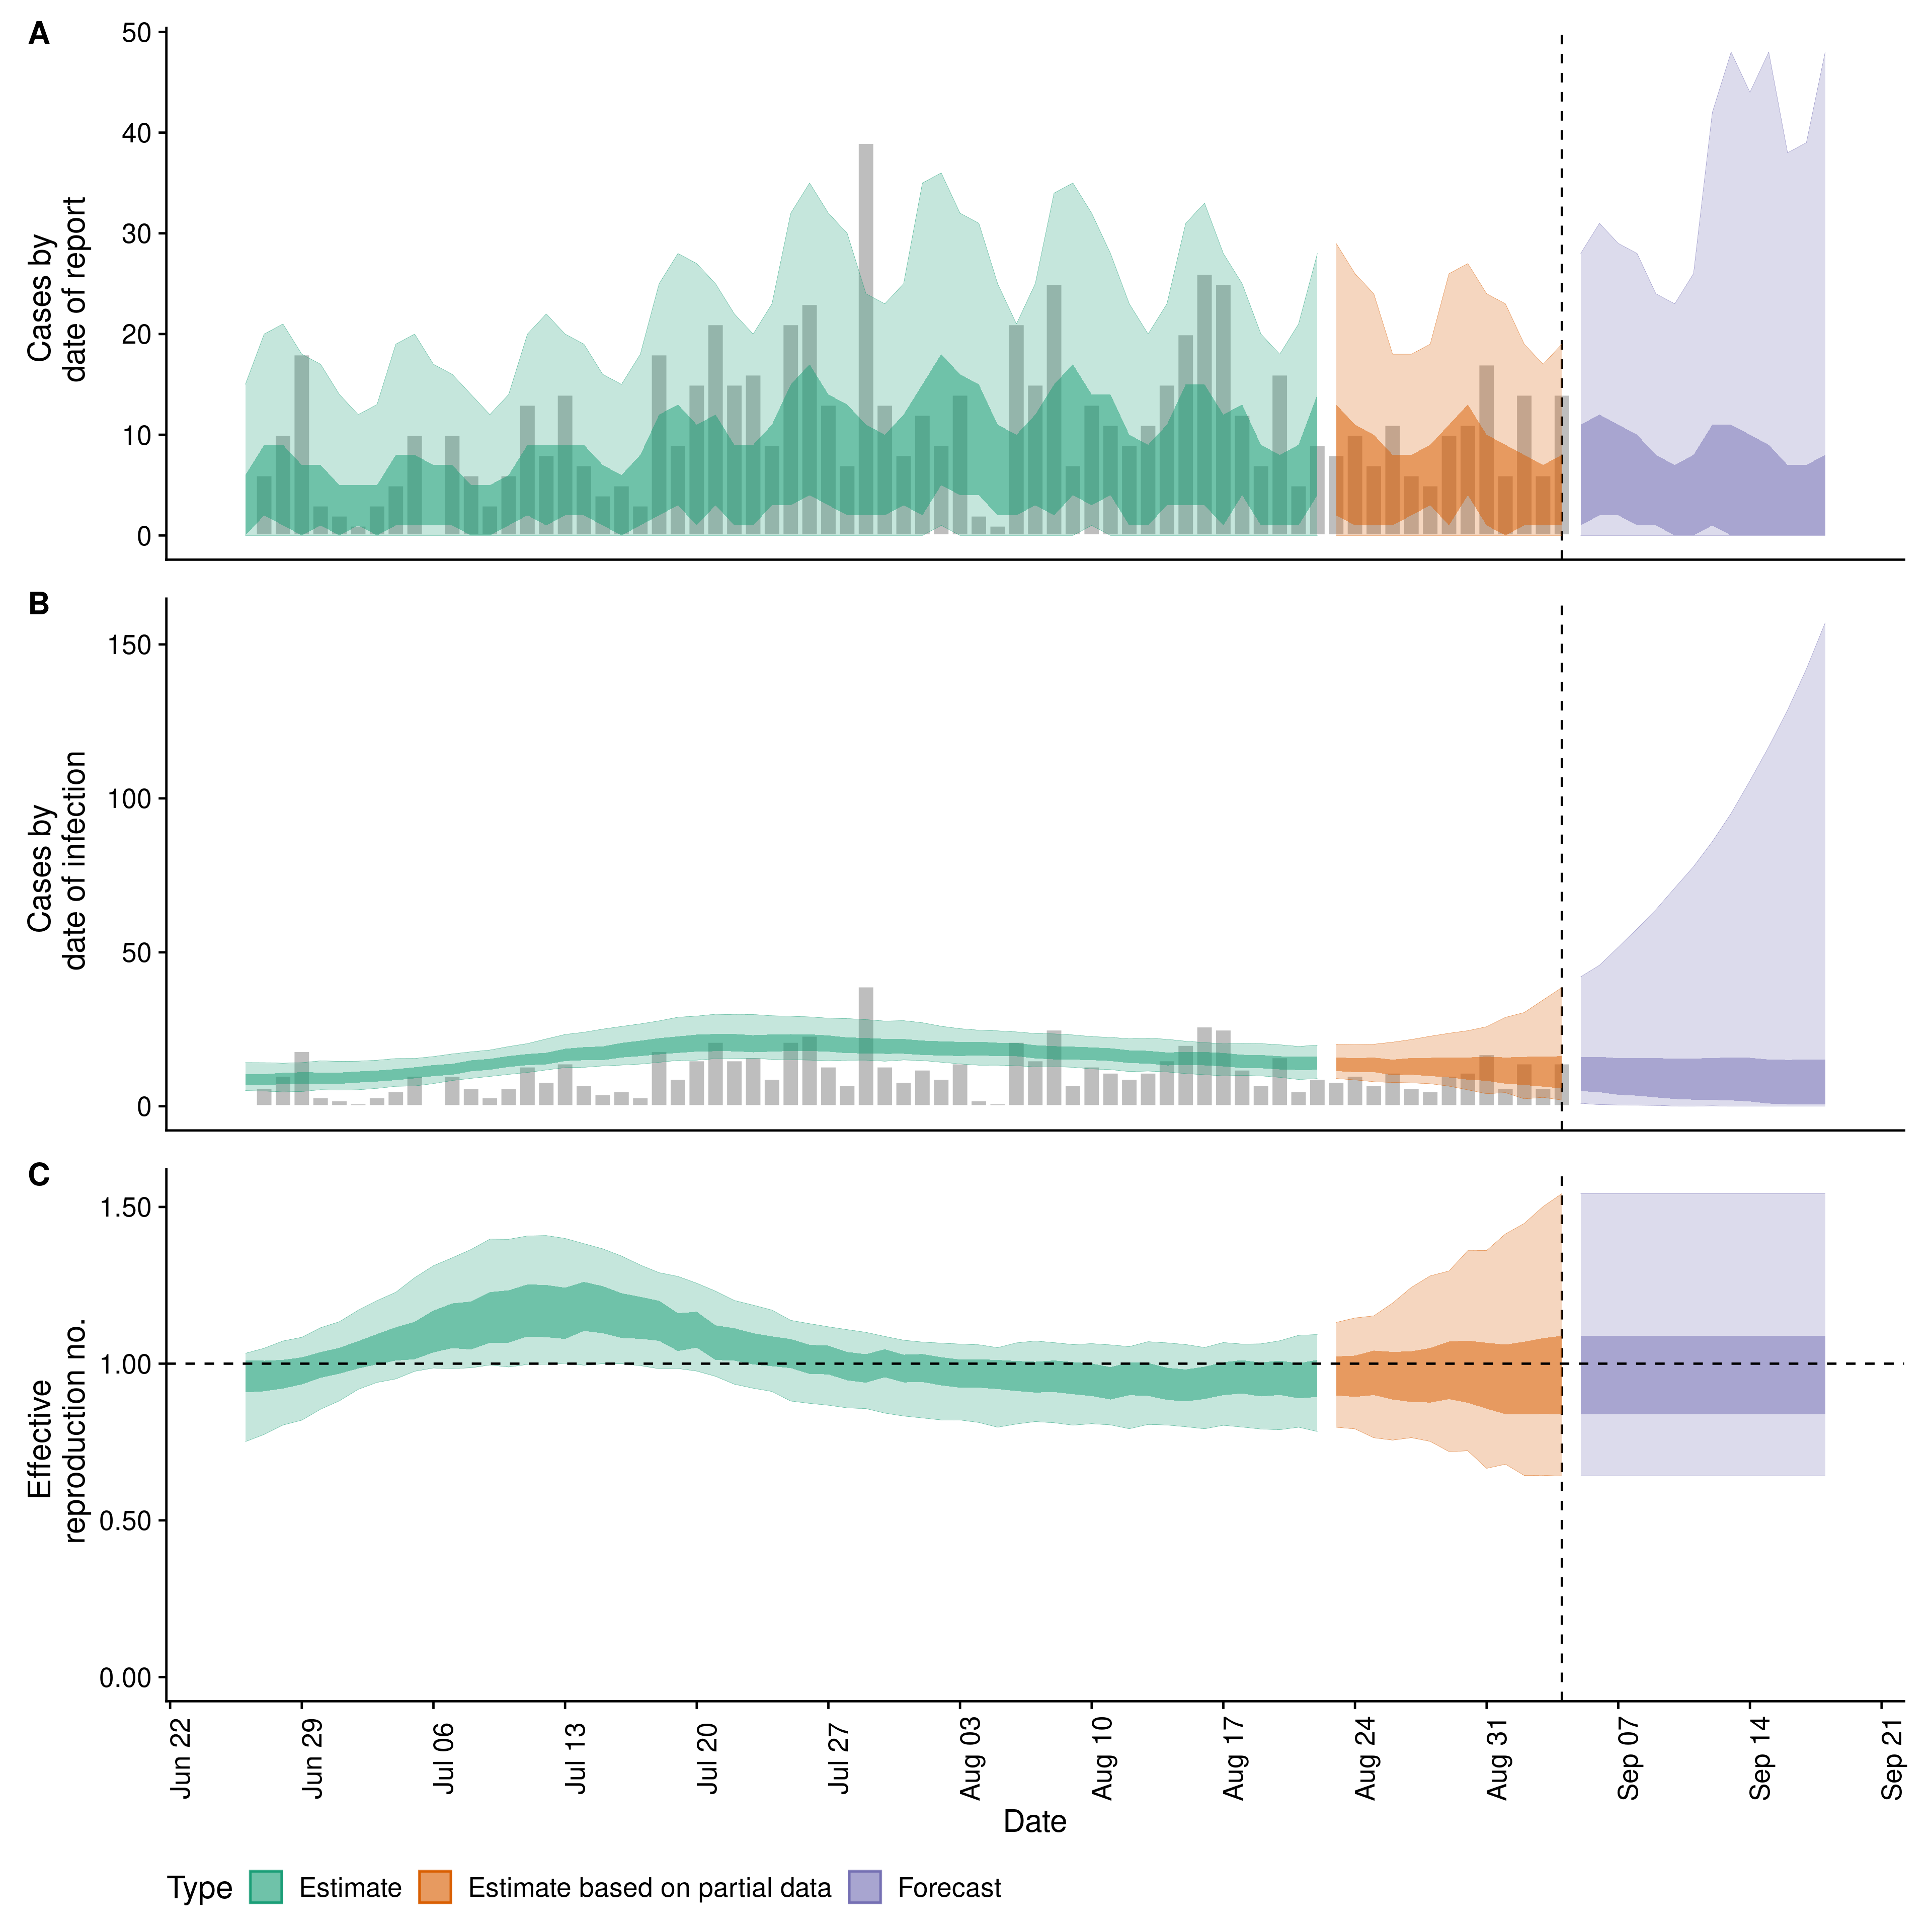 A
50
40
30
20
10
0
Cases by
date of report
B
150
100
50
0
Cases by
date of infection
C
1.50
1.00
0.50
0.00
Effective
reproduction no.
Jun 22
Jun 29
Jul 06
Jul 13
Jul 20
Jul 27
Aug 03
Aug 10
Aug 17
Aug 24
Aug 31
Sep 07
Sep 14
Sep 21
Date
Type Estimate Estimate based on partial data Forecast